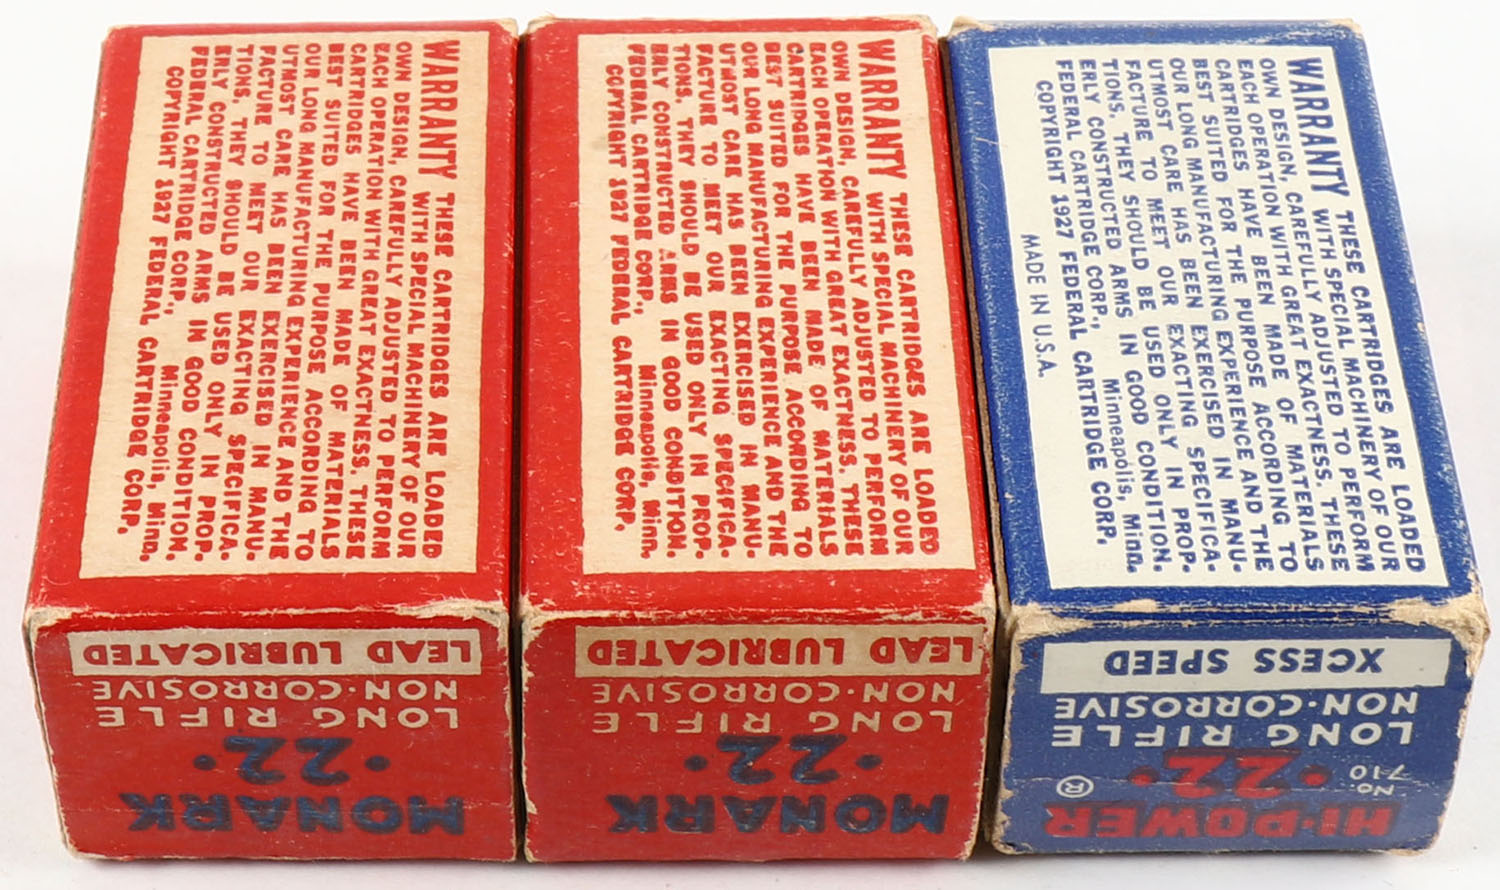 WARRANTY THESE CARTRIDGES ARE LOADED
WITH SPECIAL MACHINERY OF OUR
OWN DESIGN, CAREFULLY ADJUSTED TO PERFORM
EACH OPERATION WITH GREAT EXACTNESS. THESE
CARTRIDGES HAVE BEEN MADE OF MATERIALS
BEST SUITED FOR THE PURPOSE ACCORDING TO
OUR LONG MANUFACTURING EXPERIENCE AND THE
UTMOST CARE HAS BEEN EXERCISED IN MANU-
FACTURE TO MEET OUR EXACTING SPECIFICA-
TIONS. THEY SHOULD BE USED ONLY IN PROP-
ERLY CONSTRUCTED ARMS IN GOOD CONDITION.
FEDERAL CARTRIDGE CORP., Minneapolis, Minn.
COPYRIGHT 1927 FEDERAL CARTRIDGE CORP.
MONARK
.22.
LONG RIFLE
NON-CORROSIVE
LEAD LUBRICATED
WARRANTY THESE CARTRIDGES ARE LOADED
WITH SPECIAL MACHINERY OF OUR
OWN DESIGN, CAREFULLY ADJUSTED TO PERFORM
EACH OPERATION WITH GREAT EXACTNESS. THESE
CARTRIDGES HAVE BEEN MADE OF MATERIALS
BEST SUITED FOR THE PURPOSE ACCORDING TO
OUR LONG MANUFACTURING EXPERIENCE AND THE
UTMOST CARE HAS BEEN EXERCISED IN MANU-
FACTURE TO MEET OUR EXACTING SPECIFICA-
TIONS. THEY SHOULD BE USED ONLY IN PROP-
ERLY CONSTRUCTED ARMS IN GOOD CONDITION.
FEDERAL CARTRIDGE CORP., Minneapolis, Minn.
COPYRIGHT 1927 FEDERAL CARTRIDGE CORP.
MONARK
.22.
LONG RIFLE
NON-CORROSIVE
LEAD LUBRICATED
WARRANTY THESE CARTRIDGES ARE LOADED
WITH SPECIAL MACHINERY OF OUR
OWN DESIGN, CAREFULLY ADJUSTED TO PERFORM
EACH OPERATION WITH GREAT EXACTNESS. THESE
CARTRIDGES HAVE BEEN MADE OF MATERIALS
BEST SUITED FOR THE PURPOSE ACCORDING TO
OUR LONG MANUFACTURING EXPERIENCE AND THE
UTMOST CARE HAS BEEN EXERCISED IN MANU-
FACTURE TO MEET OUR EXACTING SPECIFICA-
TIONS. THEY SHOULD BE USED ONLY IN PROP-
ERLY CONSTRUCTED ARMS IN GOOD CONDITION.
FEDERAL CARTRIDGE CORP., Minneapolis, Minn.
COPYRIGHT 1927 FEDERAL CARTRIDGE CORP.
MADE IN U.S.A.
HI-POWER ®
No. 710
.22.
LONG RIFLE
NON-CORROSIVE
XCESS SPEED